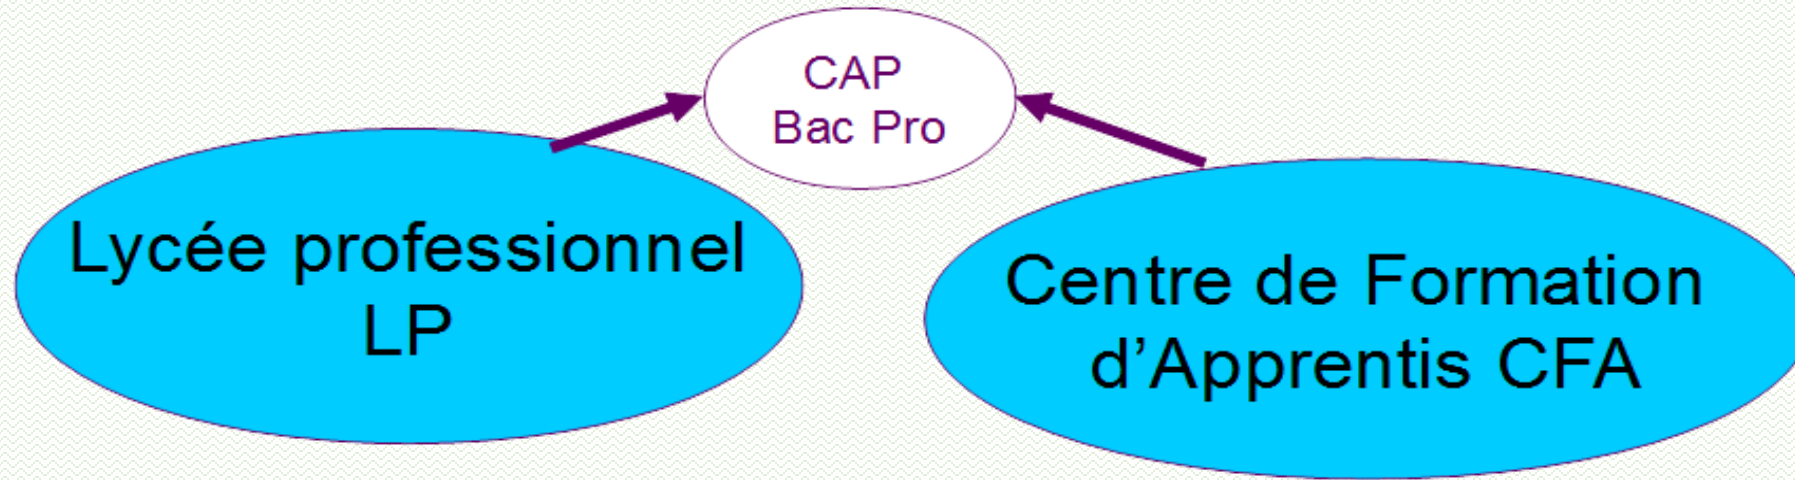 CAP
Bac Pro
Lycée professionnel
LP
Centre de Formation
d’Apprentis CFA